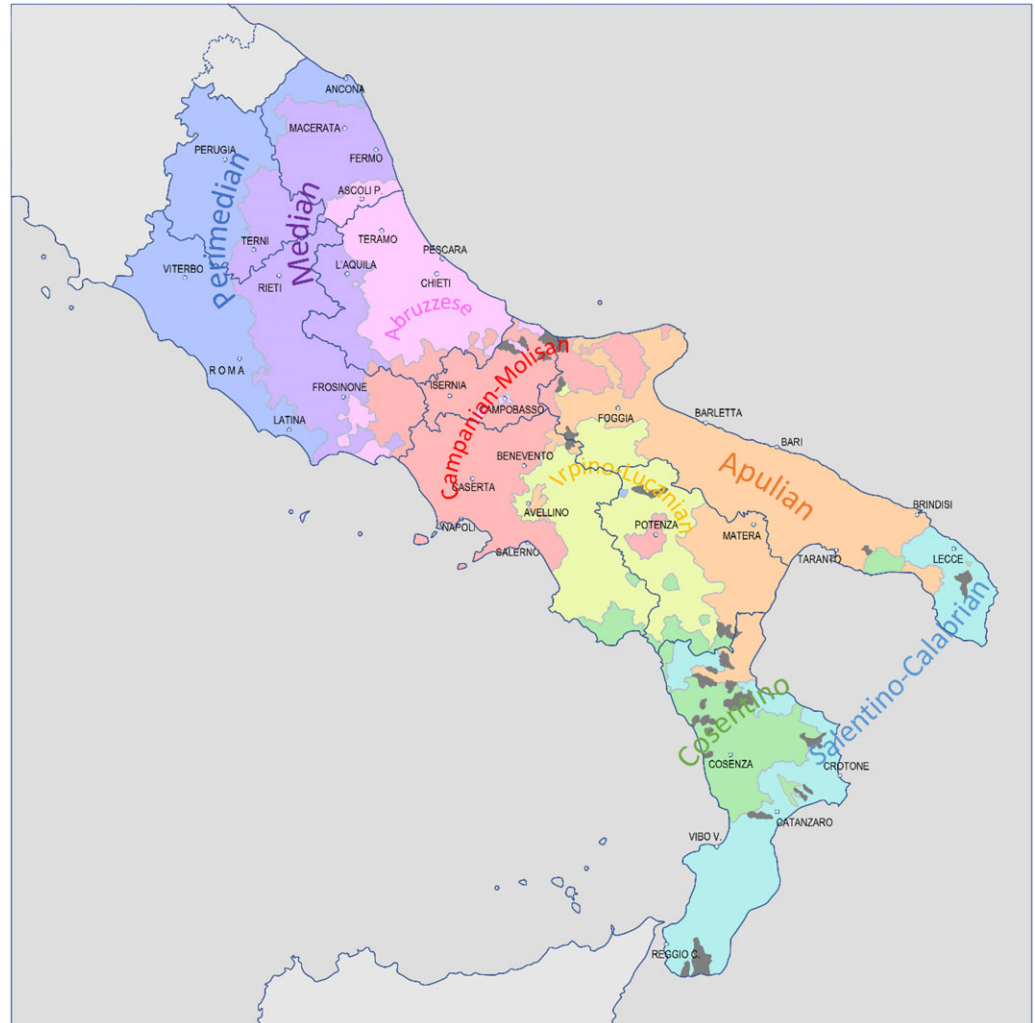 ANCONA
MACERATA
PERUGIA
FERMO
ASCOLI P.
Perimedian
Median
TERNI
TERAMO
PESCARA
VITERBO
L'AQUILA
RIETI
CHIETI
Abruzzese
ROMA
FROSINONE
LATINA
ISERNIA
CAMPOBASSO
Campanian-Molisan
FOGGIA
BARLETTA
BARI
BENEVENTO
CASERTA
Irpino-Lucanian
Apulian
AVELLINO
NAPOLI
POTENZA
MATERA
BRINDISI
SALERNO
TARANTO
LECCE
Salentino-Calabrian
Cosentino
COSENZA
CROTONE
CATANZARO
VIBO V.
REGGIO C.